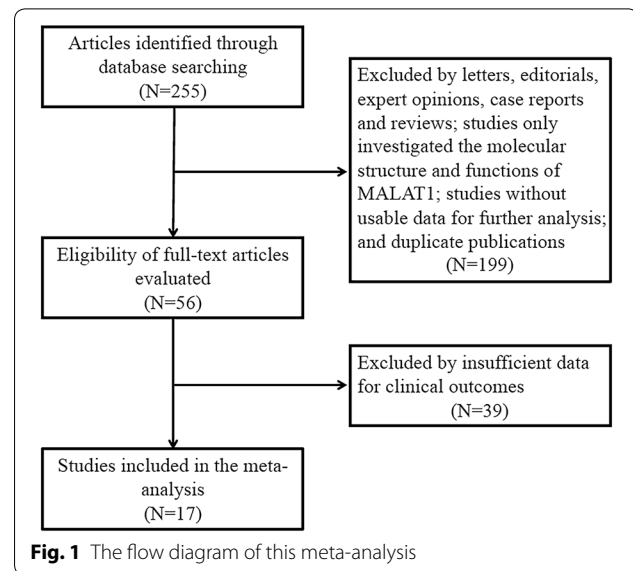 Articles identified through
database searching
(N=255)
Excluded by letters, editorials,
expert opinions, case reports
and reviews; studies only
investigated the molecular
structure and functions of
MALAT1; studies without
usable data for further analysis;
and duplicate publications
(N=199)
Eligibility of full-text articles
evaluated
(N=56)
Excluded by insufficient data
for clinical outcomes
(N=39)
Studies included in the meta-
analysis
(N=17)
Fig. 1 The flow diagram of this meta-analysis